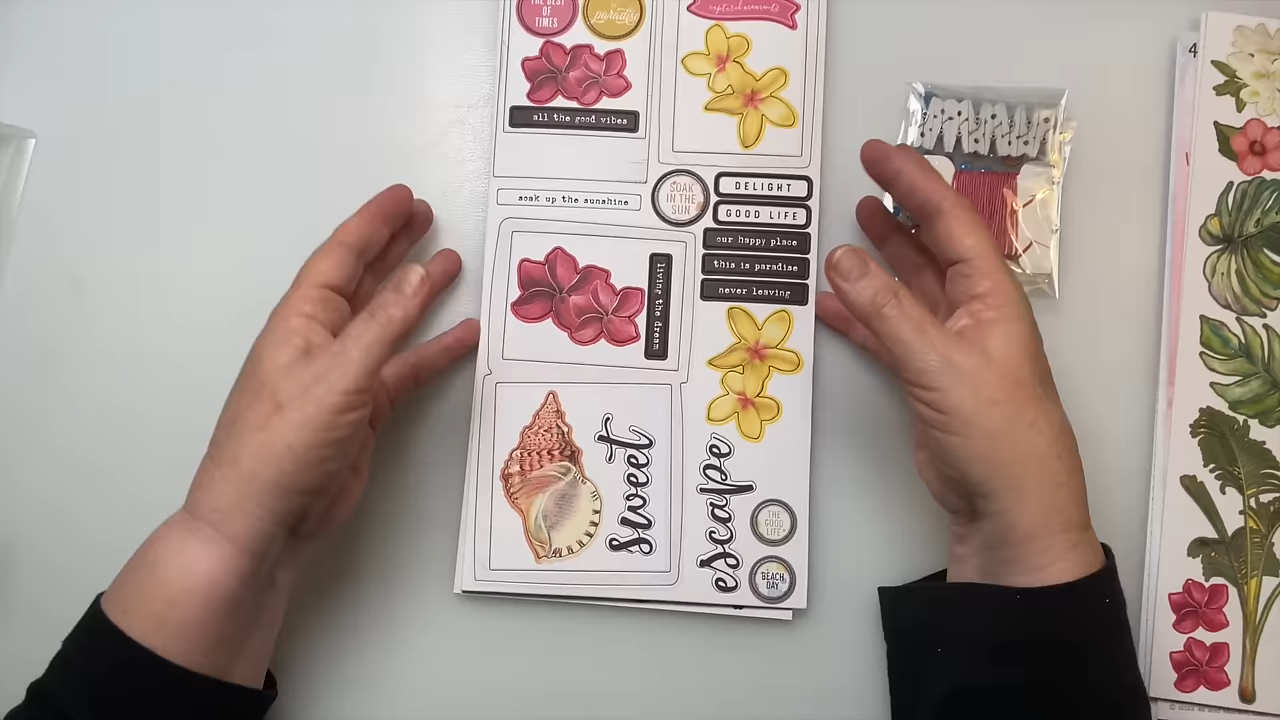 THE BEST
OF
TIMES
paradise
captured moments
all the good vibes
soak up the sunshine
SOAK
IN THE
SUN
DELIGHT
GOOD LIFE
our happy place
this is paradise
never leaving
living the dream
sweet
escape
THE
GOOD
LIFE
BEACH
DAY
4